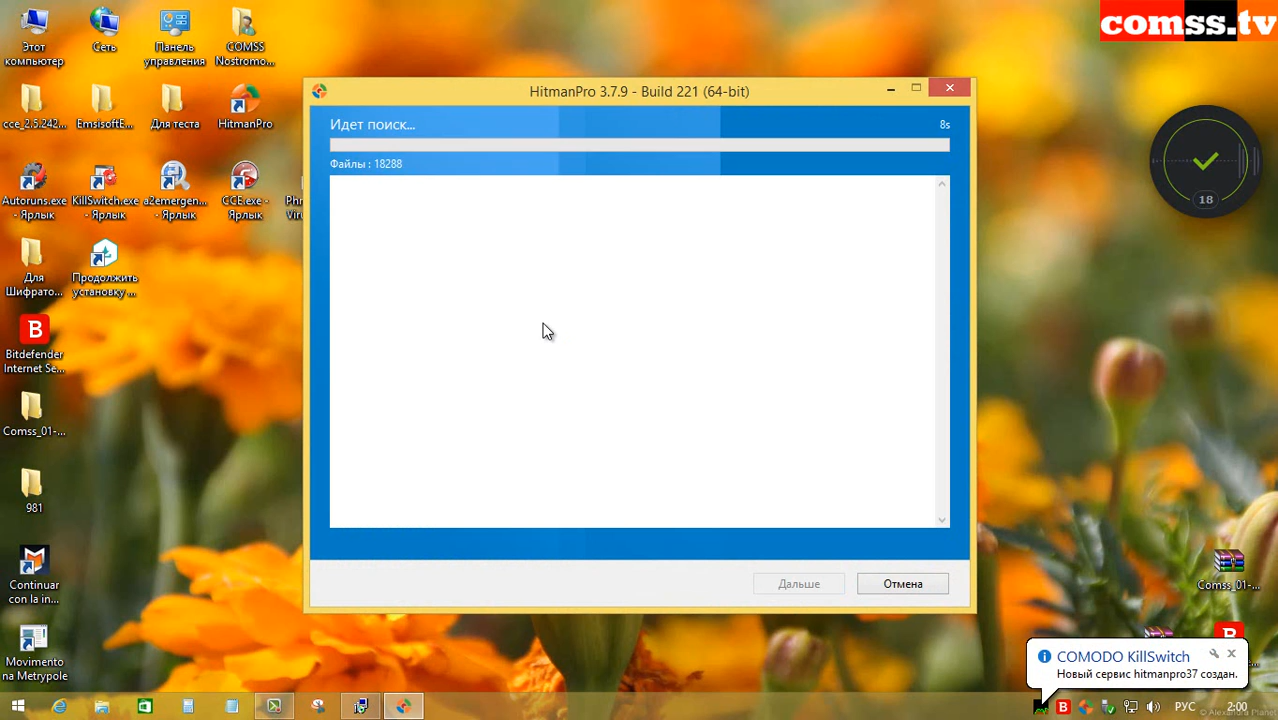 Этот
компьютер
Сеть
Панель
управления
COMSS
Nostromo...
comss.tv
cce_2.5.242...
EmsisoftE...
Для теста
HitmanPro
Autoruns.exe
- Ярлык
KillSwitch.exe
- Ярлык
a2emergen...
- Ярлык
CCE.exe -
Ярлык
Для
Шифрато...
Продолжить
установку ...
B
Bitdefender
Internet Se...
Comss_01-...
981
Continuar
con la in...
Movimento
na Metrypole
HitmanPro 3.7.9 - Build 221 (64-bit)
Идет поиск...
8s
Файлы : 18288
Дальше
Отмена
18
Comss_01-...
COMODO KillSwitch
Новый сервис hitmanpro37 создан.
B
РУС
2:00